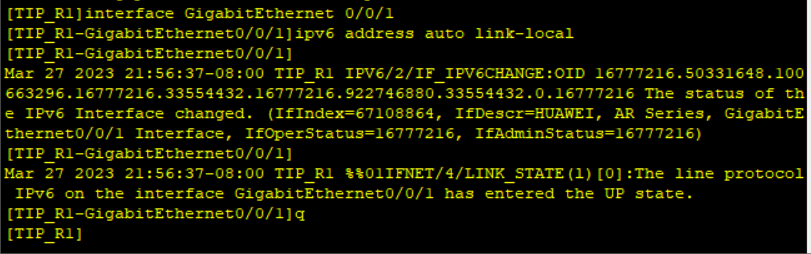 [TIP_R1]interface GigabitEthernet 0/0/1
[TIP_R1-GigabitEthernet0/0/1]ipv6 address auto link-local
[TIP_R1-GigabitEthernet0/0/1]
Mar 27 2023 21:56:37-08:00 TIP_R1 IPV6/2/IF_IPV6CHANGE:OID 16777216.50331648.100
663296.16777216.33554432.16777216.922746880.33554432.0.16777216 The status of th
e IPv6 Interface changed. (IfIndex=67108864, IfDescr=HUAWEI, AR Series, GigabitE
thernet0/0/1 Interface, IfOperStatus=16777216, IfAdminStatus=16777216)
[TIP_R1-GigabitEthernet0/0/1]
Mar 27 2023 21:56:37-08:00 TIP_R1 %%01IFNET/4/LINK_STATE(l)[0]:The line protocol
 IPv6 on the interface GigabitEthernet0/0/1 has entered the UP state.
[TIP_R1-GigabitEthernet0/0/1]q
[TIP_R1]